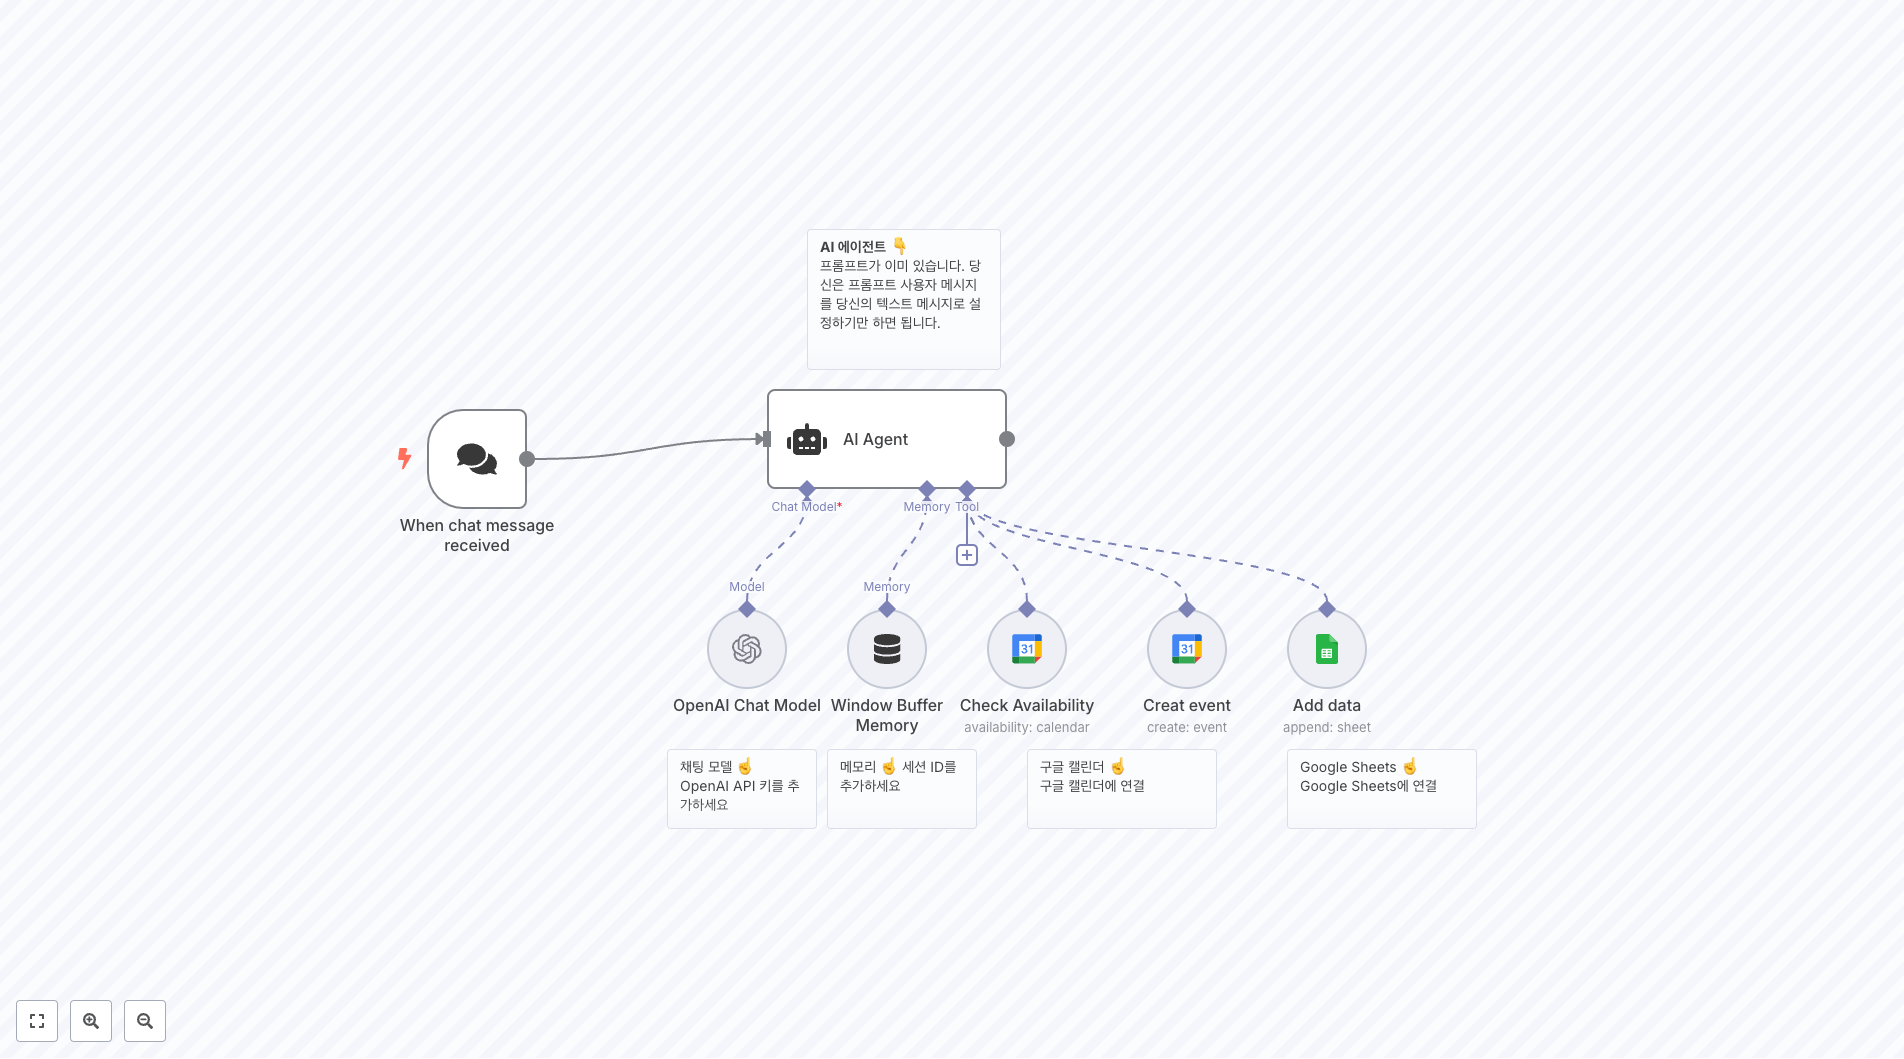 AI 에이전트 👇
프롬프트가 이미 있습니다. 당
신은 프롬프트 사용자 메시지
를 당신의 텍스트 메시지로 설
정하기만 하면 됩니다.
AI Agent
When chat message
received
Chat Model*
Memory
Tool
Model
Memory
31
31
OpenAI Chat Model
Window Buffer
Memory
Check Availability
availability: calendar
Creat event
create: event
Add data
append: sheet
채팅 모델 ☝️
OpenAI API 키를 추
가하세요
메모리 ☝️ 세션 ID를
추가하세요
구글 캘린더 ☝️
구글 캘린더에 연결
Google Sheets ☝️
Google Sheets에 연결